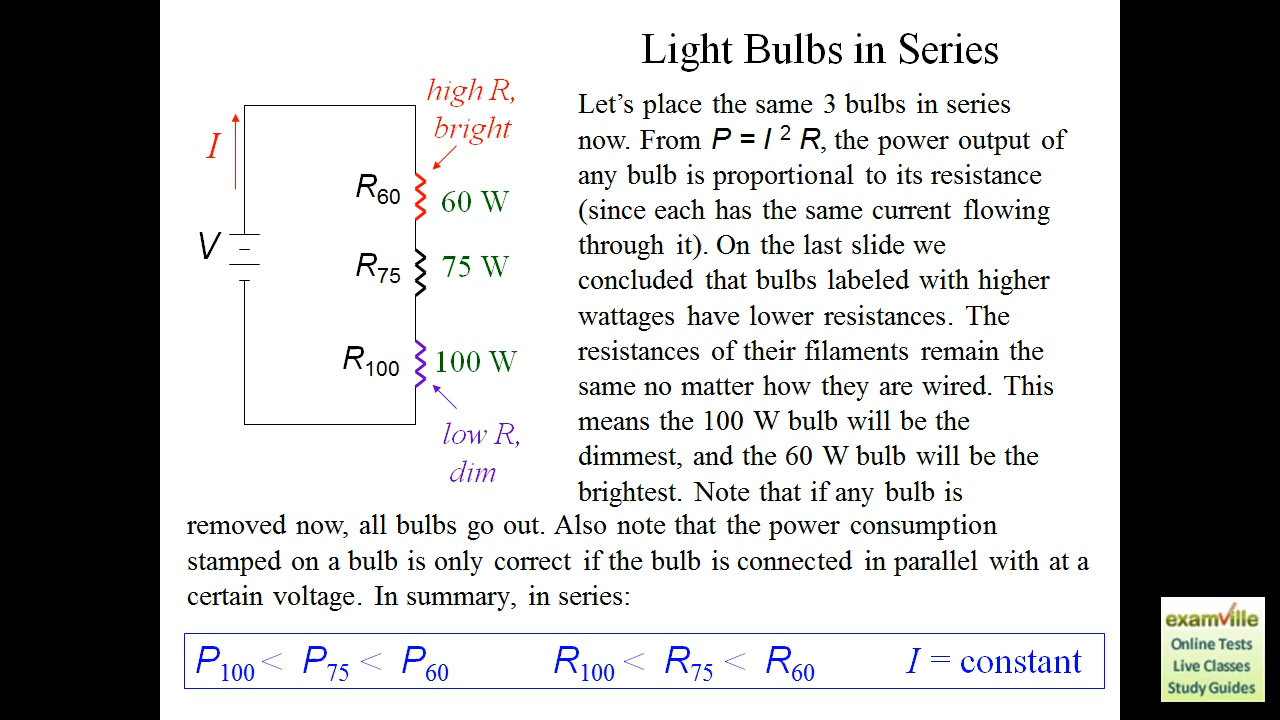 Light Bulbs in Series
high R,
bright
I
R60
60 W
V
R75
75 W
R100
100 W
low R,
dim
Let's place the same 3 bulbs in series
now. From P = I 2 R, the power output of
any bulb is proportional to its resistance
(since each has the same current flowing
through it). On the last slide we
concluded that bulbs labeled with higher
wattages have lower resistances. The
resistances of their filaments remain the
same no matter how they are wired. This
means the 100 W bulb will be the
dimmest, and the 60 W bulb will be the
brightest. Note that if any bulb is
removed now, all bulbs go out. Also note that the power consumption
stamped on a bulb is only correct if the bulb is connected in parallel with at a
certain voltage. In summary, in series:
P100 < P75 < P60 R100 < R75 < R60 I = constant
examville
Online Tests
Live Classes
Study Guides